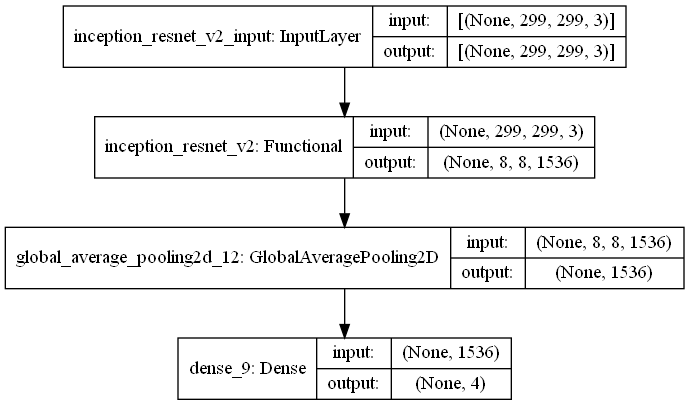 inception_resnet_v2_input: InputLayer
input:
[(None, 299, 299, 3)]
output:
[(None, 299, 299, 3)]
inception_resnet_v2: Functional
input:
(None, 299, 299, 3)
output:
(None, 8, 8, 1536)
global_average_pooling2d_12: GlobalAveragePooling2D
input:
(None, 8, 8, 1536)
output:
(None, 1536)
dense_9: Dense
input:
(None, 1536)
output:
(None, 4)